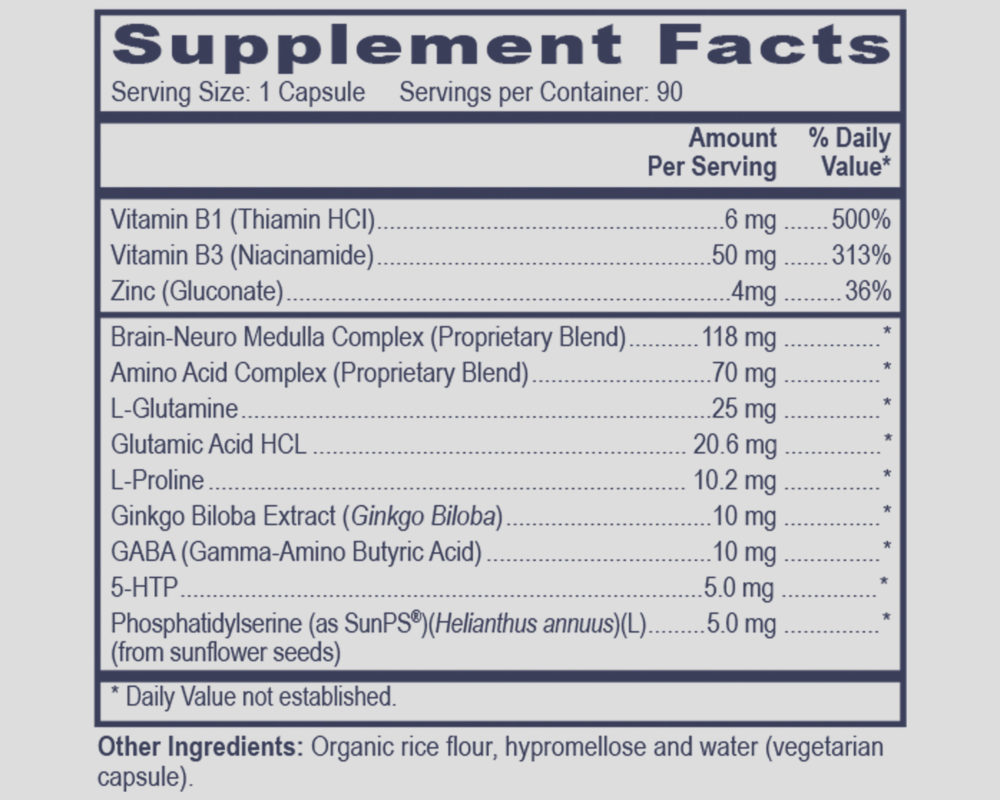 Supplement Facts
Serving Size: 1 Capsule Servings per Container: 90
Amount Per Serving % Daily Value*
Vitamin B1 (Thiamin HCl)...6 mg...500%
Vitamin B3 (Niacinamide)...50 mg...313%
Zinc (Gluconate)...4mg...36%
Brain-Neuro Medulla Complex (Proprietary Blend)...118 mg...*
Amino Acid Complex (Proprietary Blend)...70 mg...*
L-Glutamine...25 mg...*
Glutamic Acid HCL...20.6 mg...*
L-Proline...10.2 mg...*
Ginkgo Biloba Extract (Ginkgo Biloba)...10 mg...*
GABA (Gamma-Amino Butyric Acid)...10 mg...*
5-HTP...5.0 mg...*
Phosphatidylserine (as SunPS®)(Helianthus annuus)(L)...5.0 mg...*
(from sunflower seeds)
* Daily Value not established.
Other Ingredients: Organic rice flour, hypromellose and water (vegetarian
capsule).